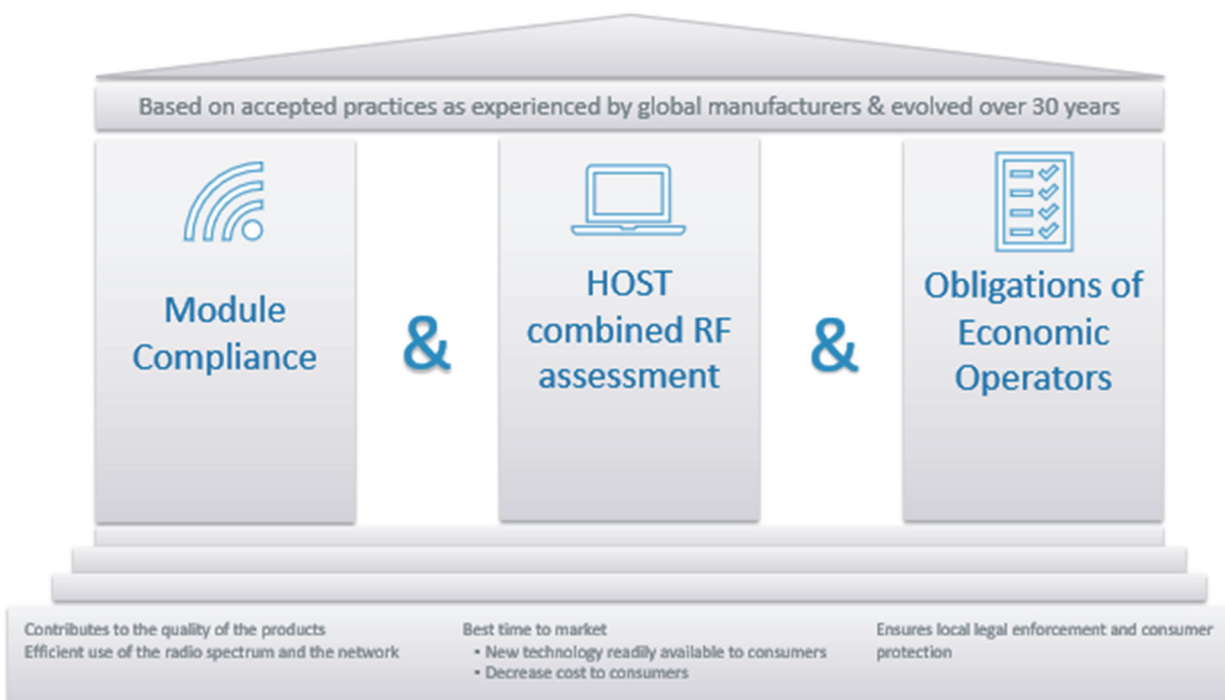 Based on accepted practices as experienced by global manufacturers & evolved over 30 years
Module
Compliance
&
HOST
combined RF
assessment
&
Obligations of
Economic
Operators
Contributes to the quality of the products
Efficient use of the radio spectrum and the network
Best time to market
• New technology readily available to consumers
• Decrease cost to consumers
Ensures local legal enforcement and consumer
protection